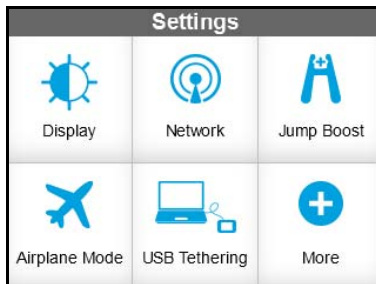 Settings
Display
Network
Jump Boost
Airplane Mode
USB Tethering
More